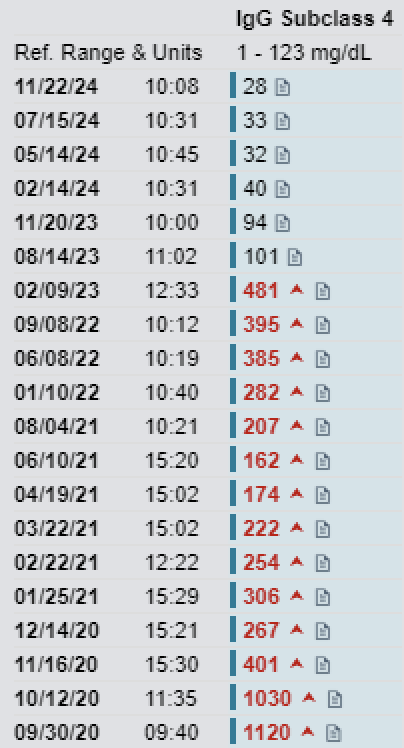 IgG Subclass 4
Ref. Range & Units 1 - 123 mg/dL
11/22/24 10:08 28
07/15/24 10:31 33
05/14/24 10:45 32
02/14/24 10:31 40
11/20/23 10:00 94
08/14/23 11:02 101
02/09/23 12:33 481
09/08/22 10:12 395
06/08/22 10:19 385
01/10/22 10:40 282
08/04/21 10:21 207
06/10/21 15:20 162
04/19/21 15:02 174
03/22/21 15:02 222
02/22/21 12:22 254
01/25/21 15:29 306
12/14/20 15:21 267
11/16/20 15:30 401
10/12/20 11:35 1030
09/30/20 09:40 1120